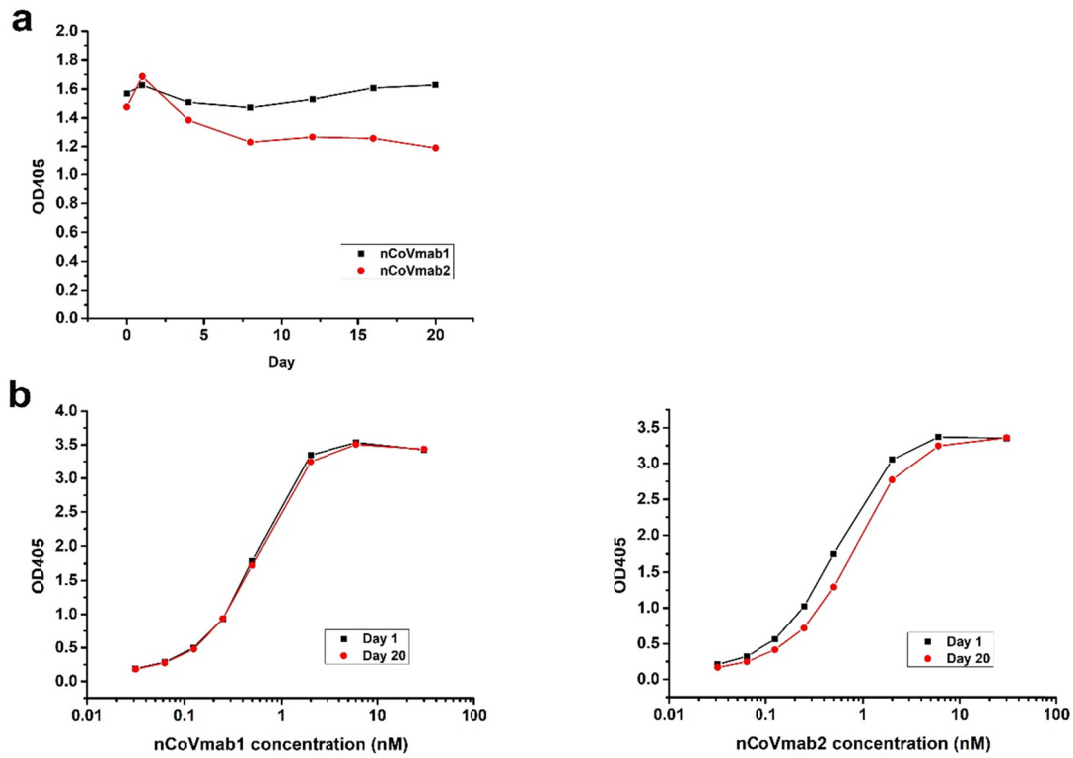 a
2.0
1.8
1.6
1.4
1.2
1.0
0.8
0.6
0.4
0.2
0.0
OD405
nCoVmab1
nCoVmab2
0 5 10 15 20
Day
b
4.0
3.5
3.0
2.5
2.0
1.5
1.0
0.5
0.0
OD405
Day 1
Day 20
0.01 0.1 1 10 100
nCoVmab1 concentration (nM)
3.5
3.0
2.5
2.0
1.5
1.0
0.5
0.0
OD405
Day 1
Day 20
0.01 0.1 1 10 100
nCoVmab2 concentration (nM)